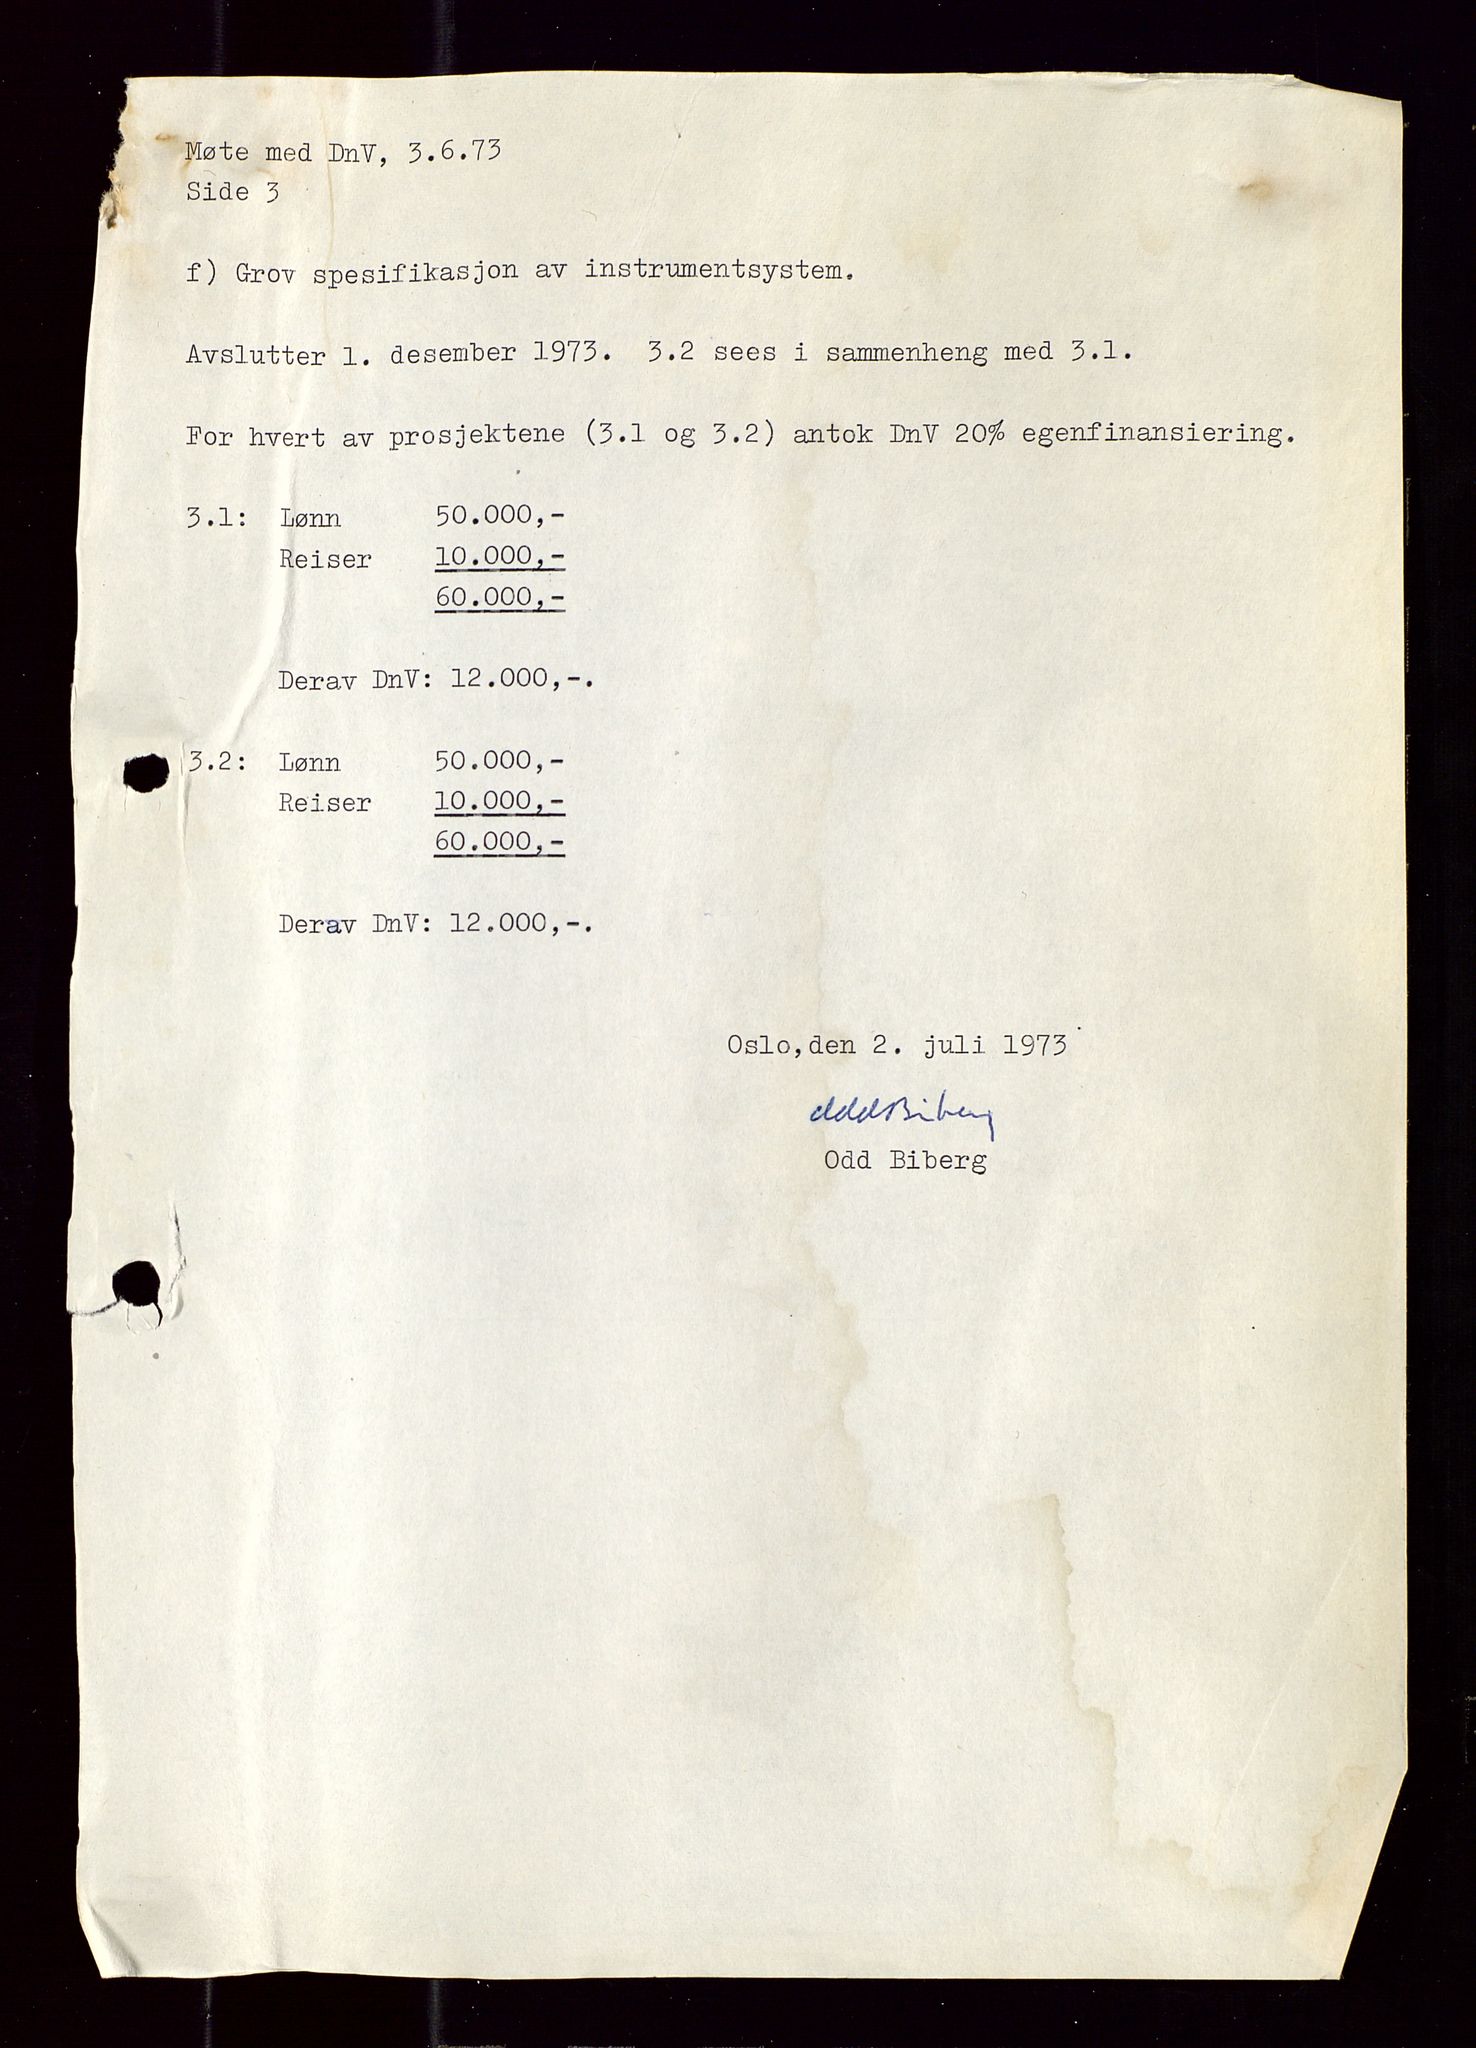 Møte med DnV, 3.6.73
Side 3
f) Grov spesifikasjon av instrumentsystem.
Avslutter 1. desember 1973. 3.2 sees i sammenheng med 3.1.
For hvert av prosjektene (3.1 og 3.2) antok DnV 20% egenfinansiering.
3.1: Lønn 50.000,-
Reiser 10.000,-
60.000,-
Derav DnV: 12.000,-.
3.2: Lønn 50.000,-
Reiser 10.000,-
60.000,-
Derav DnV: 12.000,-.
Oslo,den 2. juli 1973
Odd Biberg
Odd Biberg